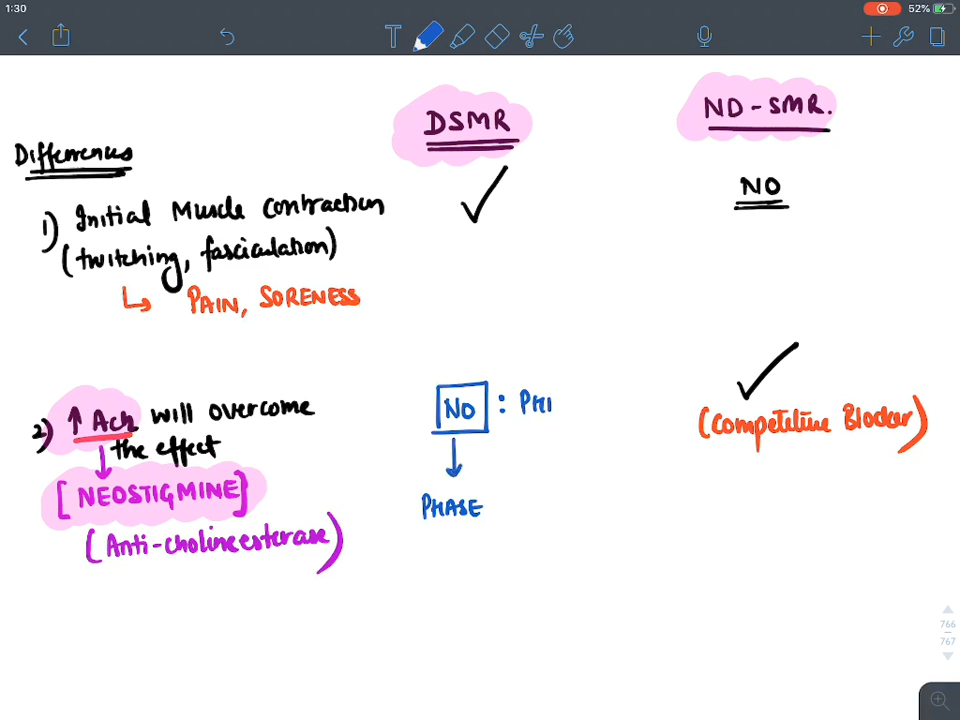 1:30
52%
T
DSMR
ND-SMR.
Differences
NO
1) Initial Muscle contraction
(twitching, fasciculation)
↳ PAIN, SORENESS
2) ↑ Ach will overcome
the effect
NO : PHI
(Competitive Blocker)
[NEOSTIGMINE]
PHASE
(Anti-cholinesterase)
766
767